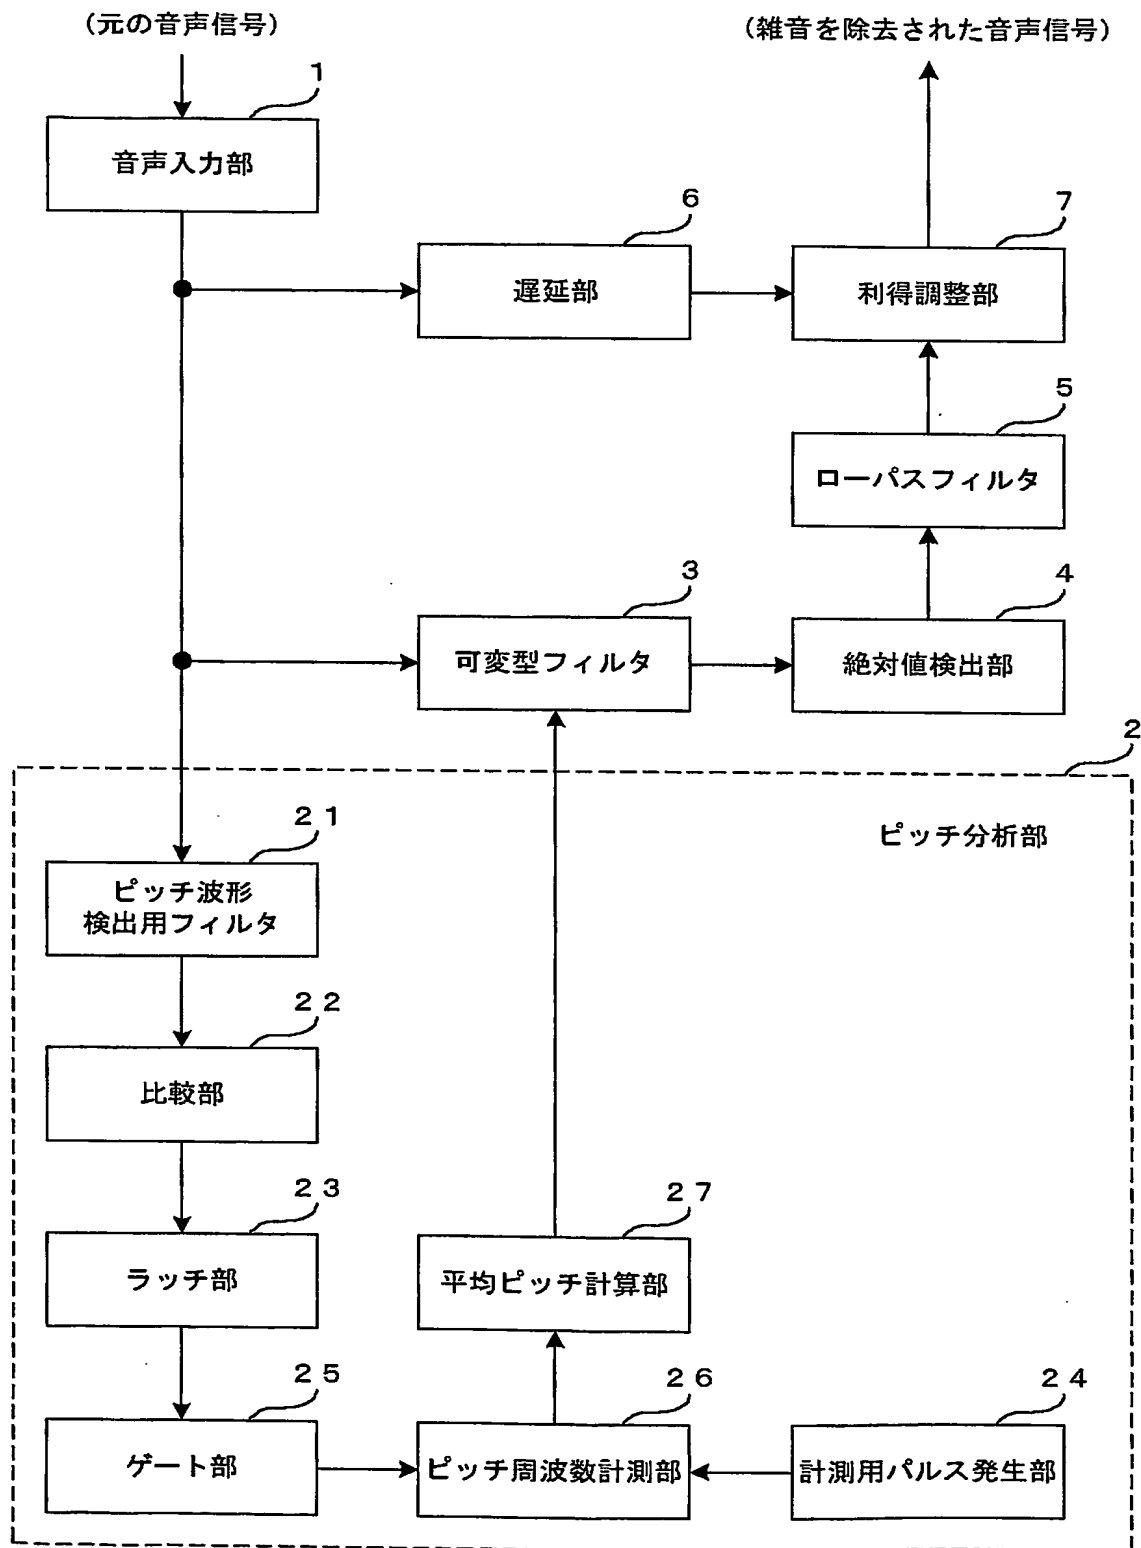 （元の音声信号）
（雑音を除去された音声信号）
1
音声入力部
6
遅延部
7
利得調整部
5
ローパスフィルタ
3
可変型フィルタ
4
絶対値検出部
2
ピッチ分析部
21
ピッチ波形
検出用フィルタ
22
比較部
23
ラッチ部
27
平均ピッチ計算部
25
ゲート部
26
ピッチ周波数計測部
24
計測用パルス発生部